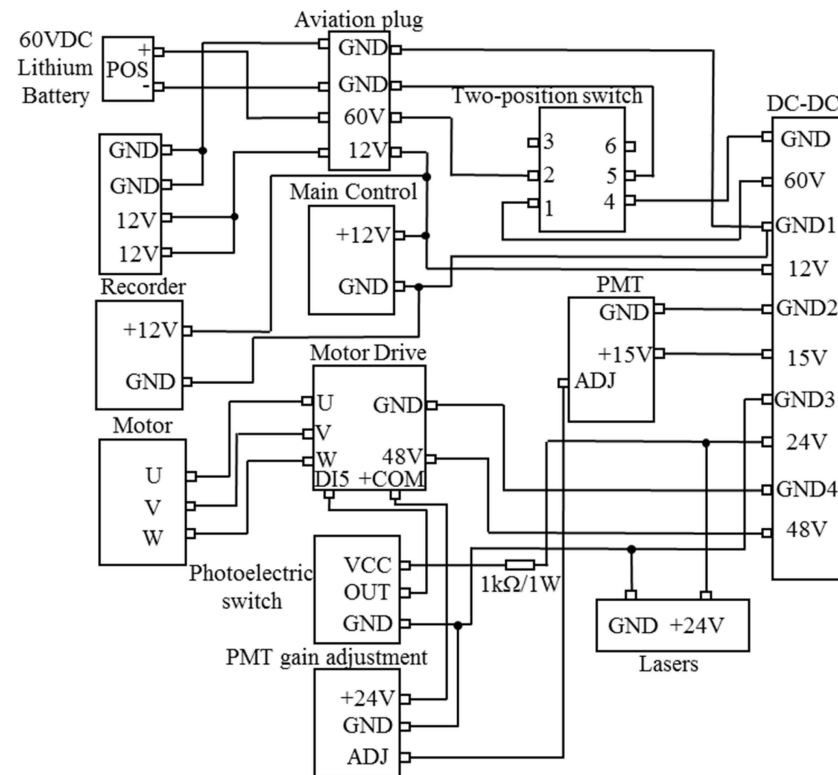 Aviation plug
60VDC
Lithium
Battery
+
POS
-
GND
GND
60V
12V
Two-position switch
3
2
1
6
5
4
DC-DC
GND
60V
GND1
12V
GND2
15V
GND3
24V
GND4
48V
GND
GND
12V
12V
Recorder
Main Control
+12V
GND
+12V
GND
PMT
GND
+15V
ADJ
Motor Drive
U
V
W
GND
48V
DI5 +COM
Motor
U
V
W
Photoelectric
switch
VCC
OUT
GND
1kΩ/1W
GND +24V
Lasers
PMT gain adjustment
+24V
GND
ADJ